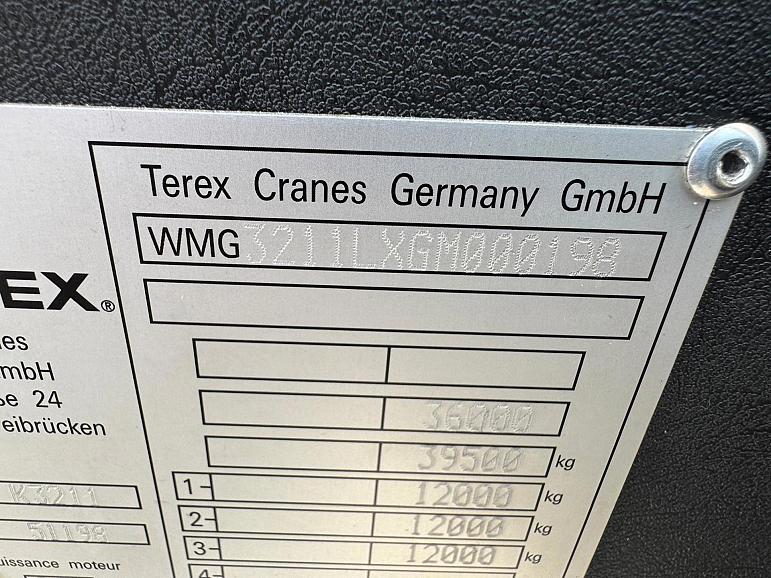 Terex Cranes Germany GmbH
WMG3211LXGM000198
EX®
es
mbH
ße 24
eibrücken
36000
39500 kg
K3211
1- 12000 kg
51198
2- 12000 kg
3- 12000 kg
uissance moteur
4-